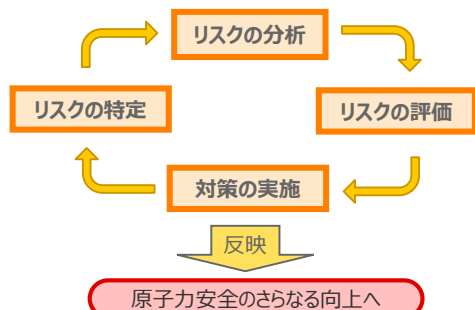 リスクの分析
リスクの特定
リスクの評価
対策の実施
反映
原子力安全のさらなる向上へ